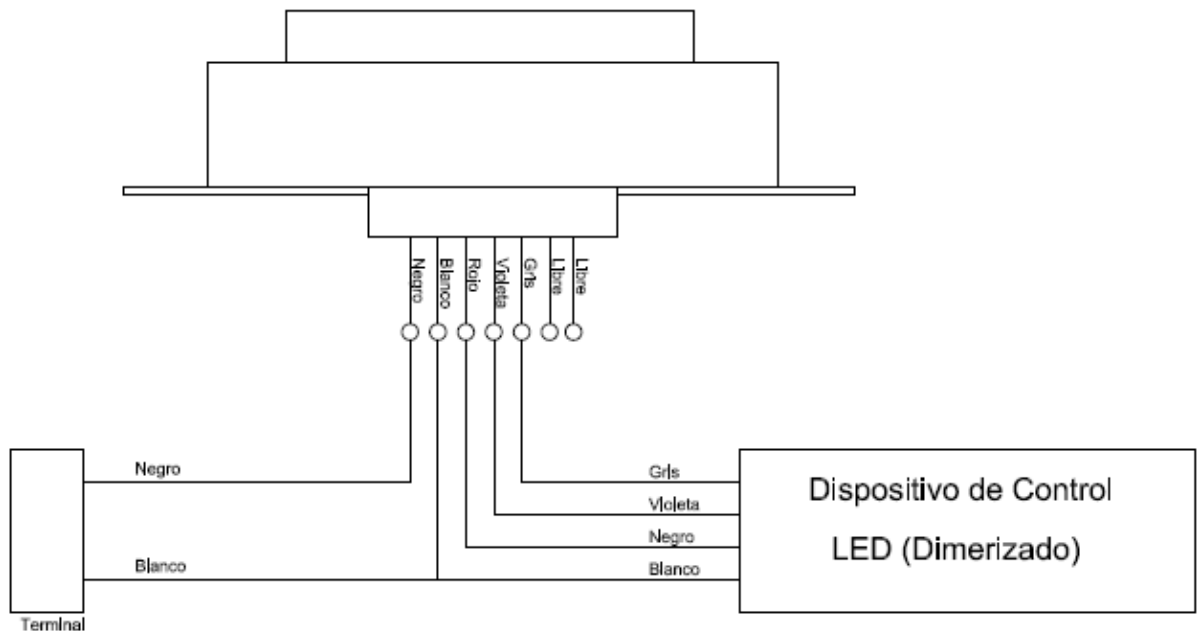 Negro
Blanco
Rojo
Violeta
Gris
Libre
Libre
Negro
Gris
Violeta
Negro
Blanco
Blanco
Dispositivo de Control
LED (Dimerizado)
Terminal